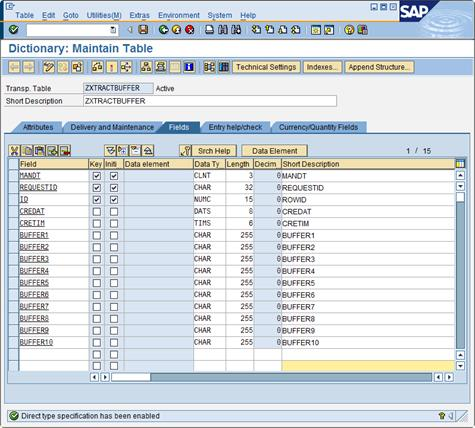 Table Edit Goto Utilities(M) Extras Environment System Help
SAP
Dictionary: Maintain Table
Technical Settings Indexes... Append Structure...
Transp. Table ZXTRACTBUFFER Active
Short Description ZXTRACTBUFFER
Attributes Delivery and Maintenance Fields Entry help/check Currency/Quantity Fields
Srch Help Data Element 1 / 15
Field Key Initi Data element Data Ty Length Decim Short Description
MANDT CLNT 3 0 MANDT
REQUESTID CHAR 32 0 REQUESTID
ID NUMC 15 0 ROWID
CREDAT DATS 8 0 CREDAT
CRETIM TIMS 6 0 CRETIM
BUFFER1 CHAR 255 0 BUFFER1
BUFFER2 CHAR 255 0 BUFFER2
BUFFER3 CHAR 255 0 BUFFER3
BUFFER4 CHAR 255 0 BUFFER4
BUFFER5 CHAR 255 0 BUFFER5
BUFFER6 CHAR 255 0 BUFFER6
BUFFER7 CHAR 255 0 BUFFER7
BUFFER8 CHAR 255 0 BUFFER8
BUFFER9 CHAR 255 0 BUFFER9
BUFFER10 CHAR 255 0 BUFFER10
Direct type specification has been enabled